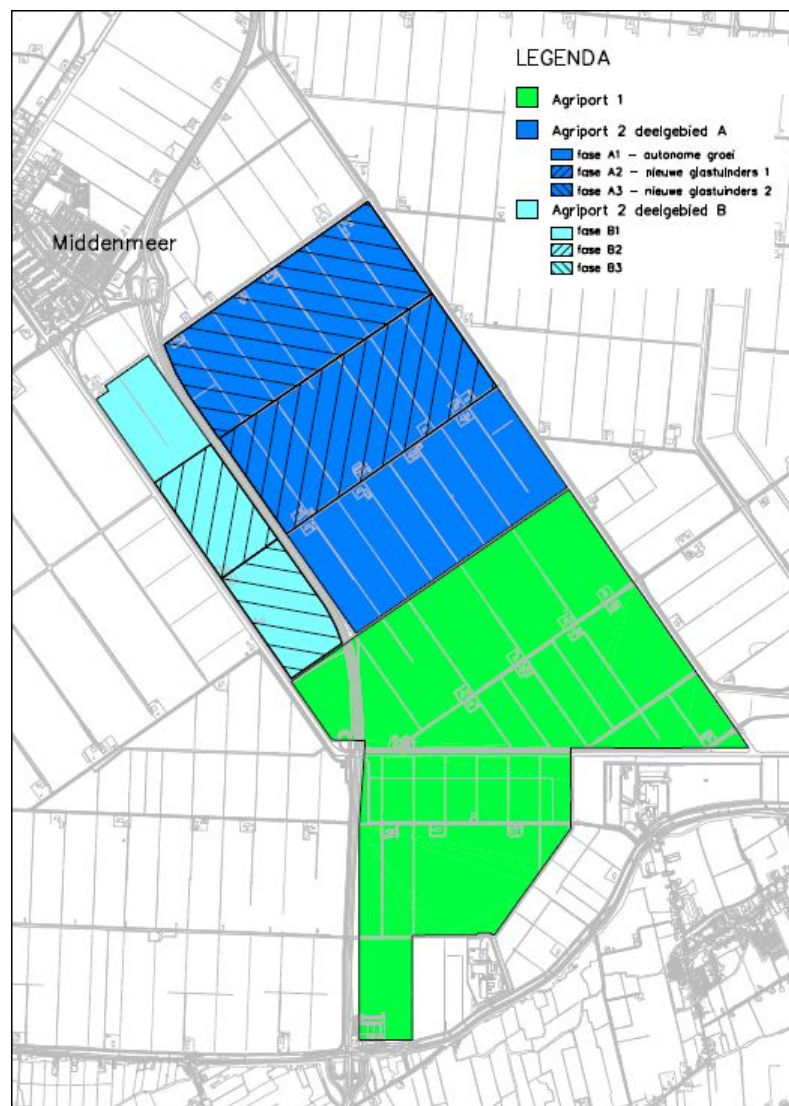 LEGENDA
Agriport 1
Agriport 2 deelgebied A
fase A1 - autonome groei
fase A2 - nieuwe glastuinders 1
fase A3 - nieuwe glastuinders 2
Agriport 2 deelgebied B
fase B1
fase B2
fase B3
Middenmeer